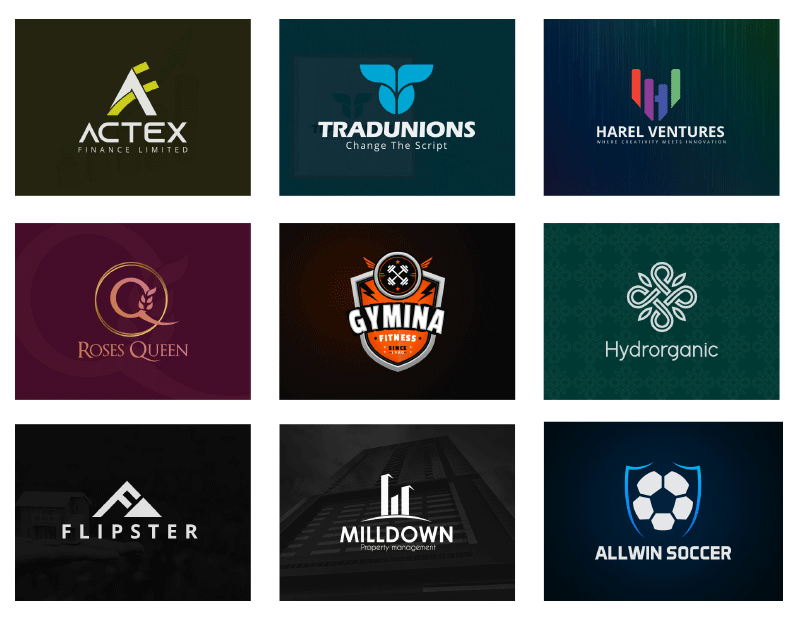 ACTEX
FINANCE LIMITED
TRADUNIONS
Change The Script
HAREL VENTURES
WHERE CREATIVITY MEETS INNOVATION
ROSES QUEEN
GYMINA
FITNESS
SINCE
Hydrorganic
FLIPSTER
MILLDOWN
Property management
ALLWIN SOCCER